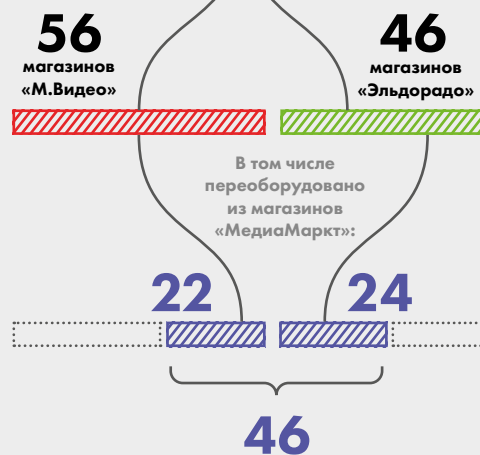 56
магазинов
«М.Видео»
46
магазинов
«Эльдорадо»
В том числе
переоборудовано
из магазинов
«МедиаМаркт»:
22
24
46